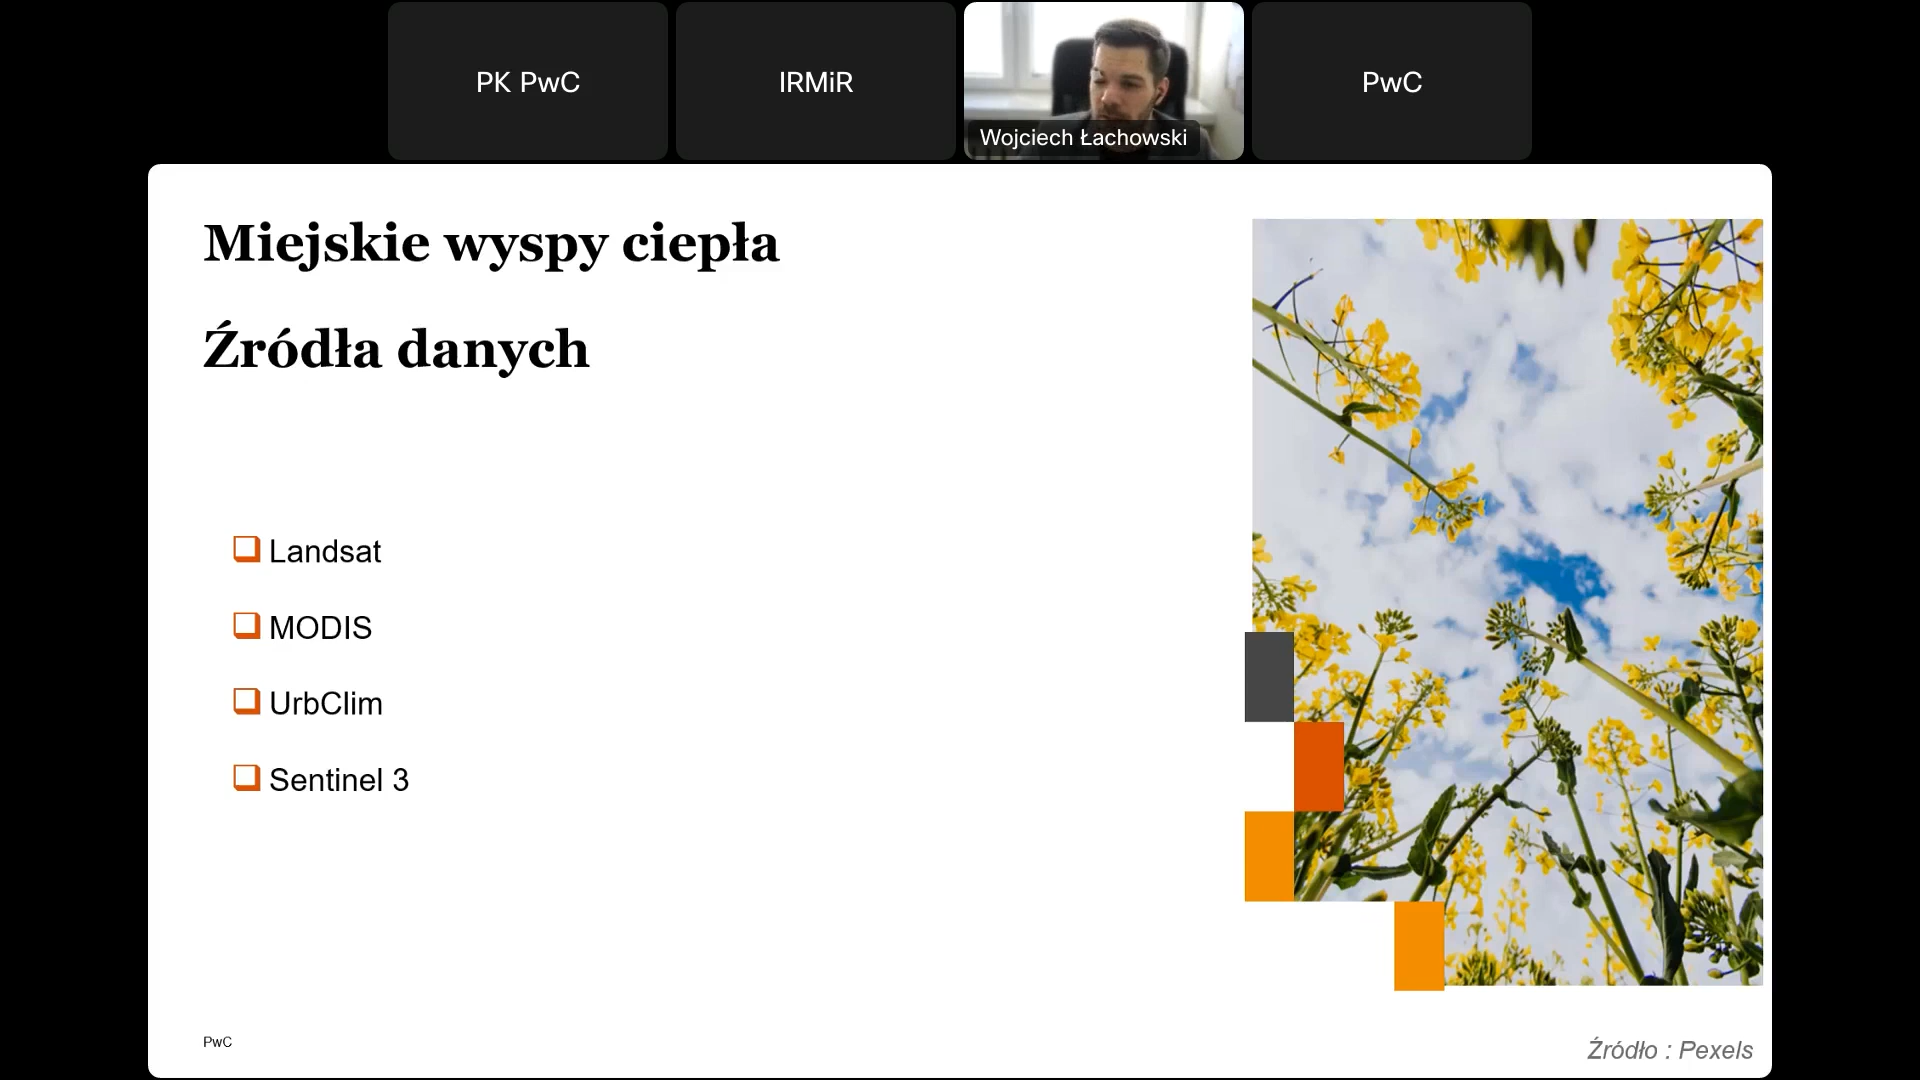 PK PwC
IRMiR
Wojciech Łachowski
PwC
Miejskie wyspy ciepła
Źródła danych
Landsat
MODIS
UrbClim
Sentinel 3
PwC
Źródło : Pexels